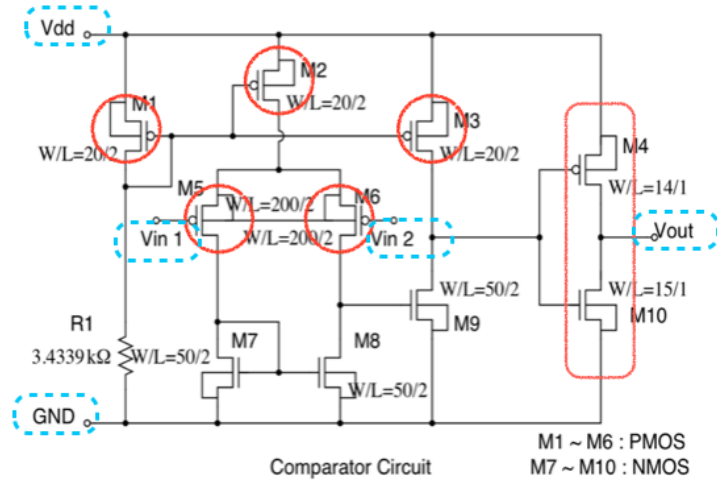 Vdd
M2
M1
W/L=20/2
M3
W/L=20/2
W/L=20/2
M4
M5
W/L=200/2
M6
W/L=14/1
Vin 1
W/L=200/2
Vin 2
Vout
W/L=50/2
W/L=15/1
M9
M10
R1
3.4339kΩ
W/L=50/2
M7
M8
W/L=50/2
GND
M1 ~ M6 : PMOS
M7 ~ M10 : NMOS
Comparator Circuit